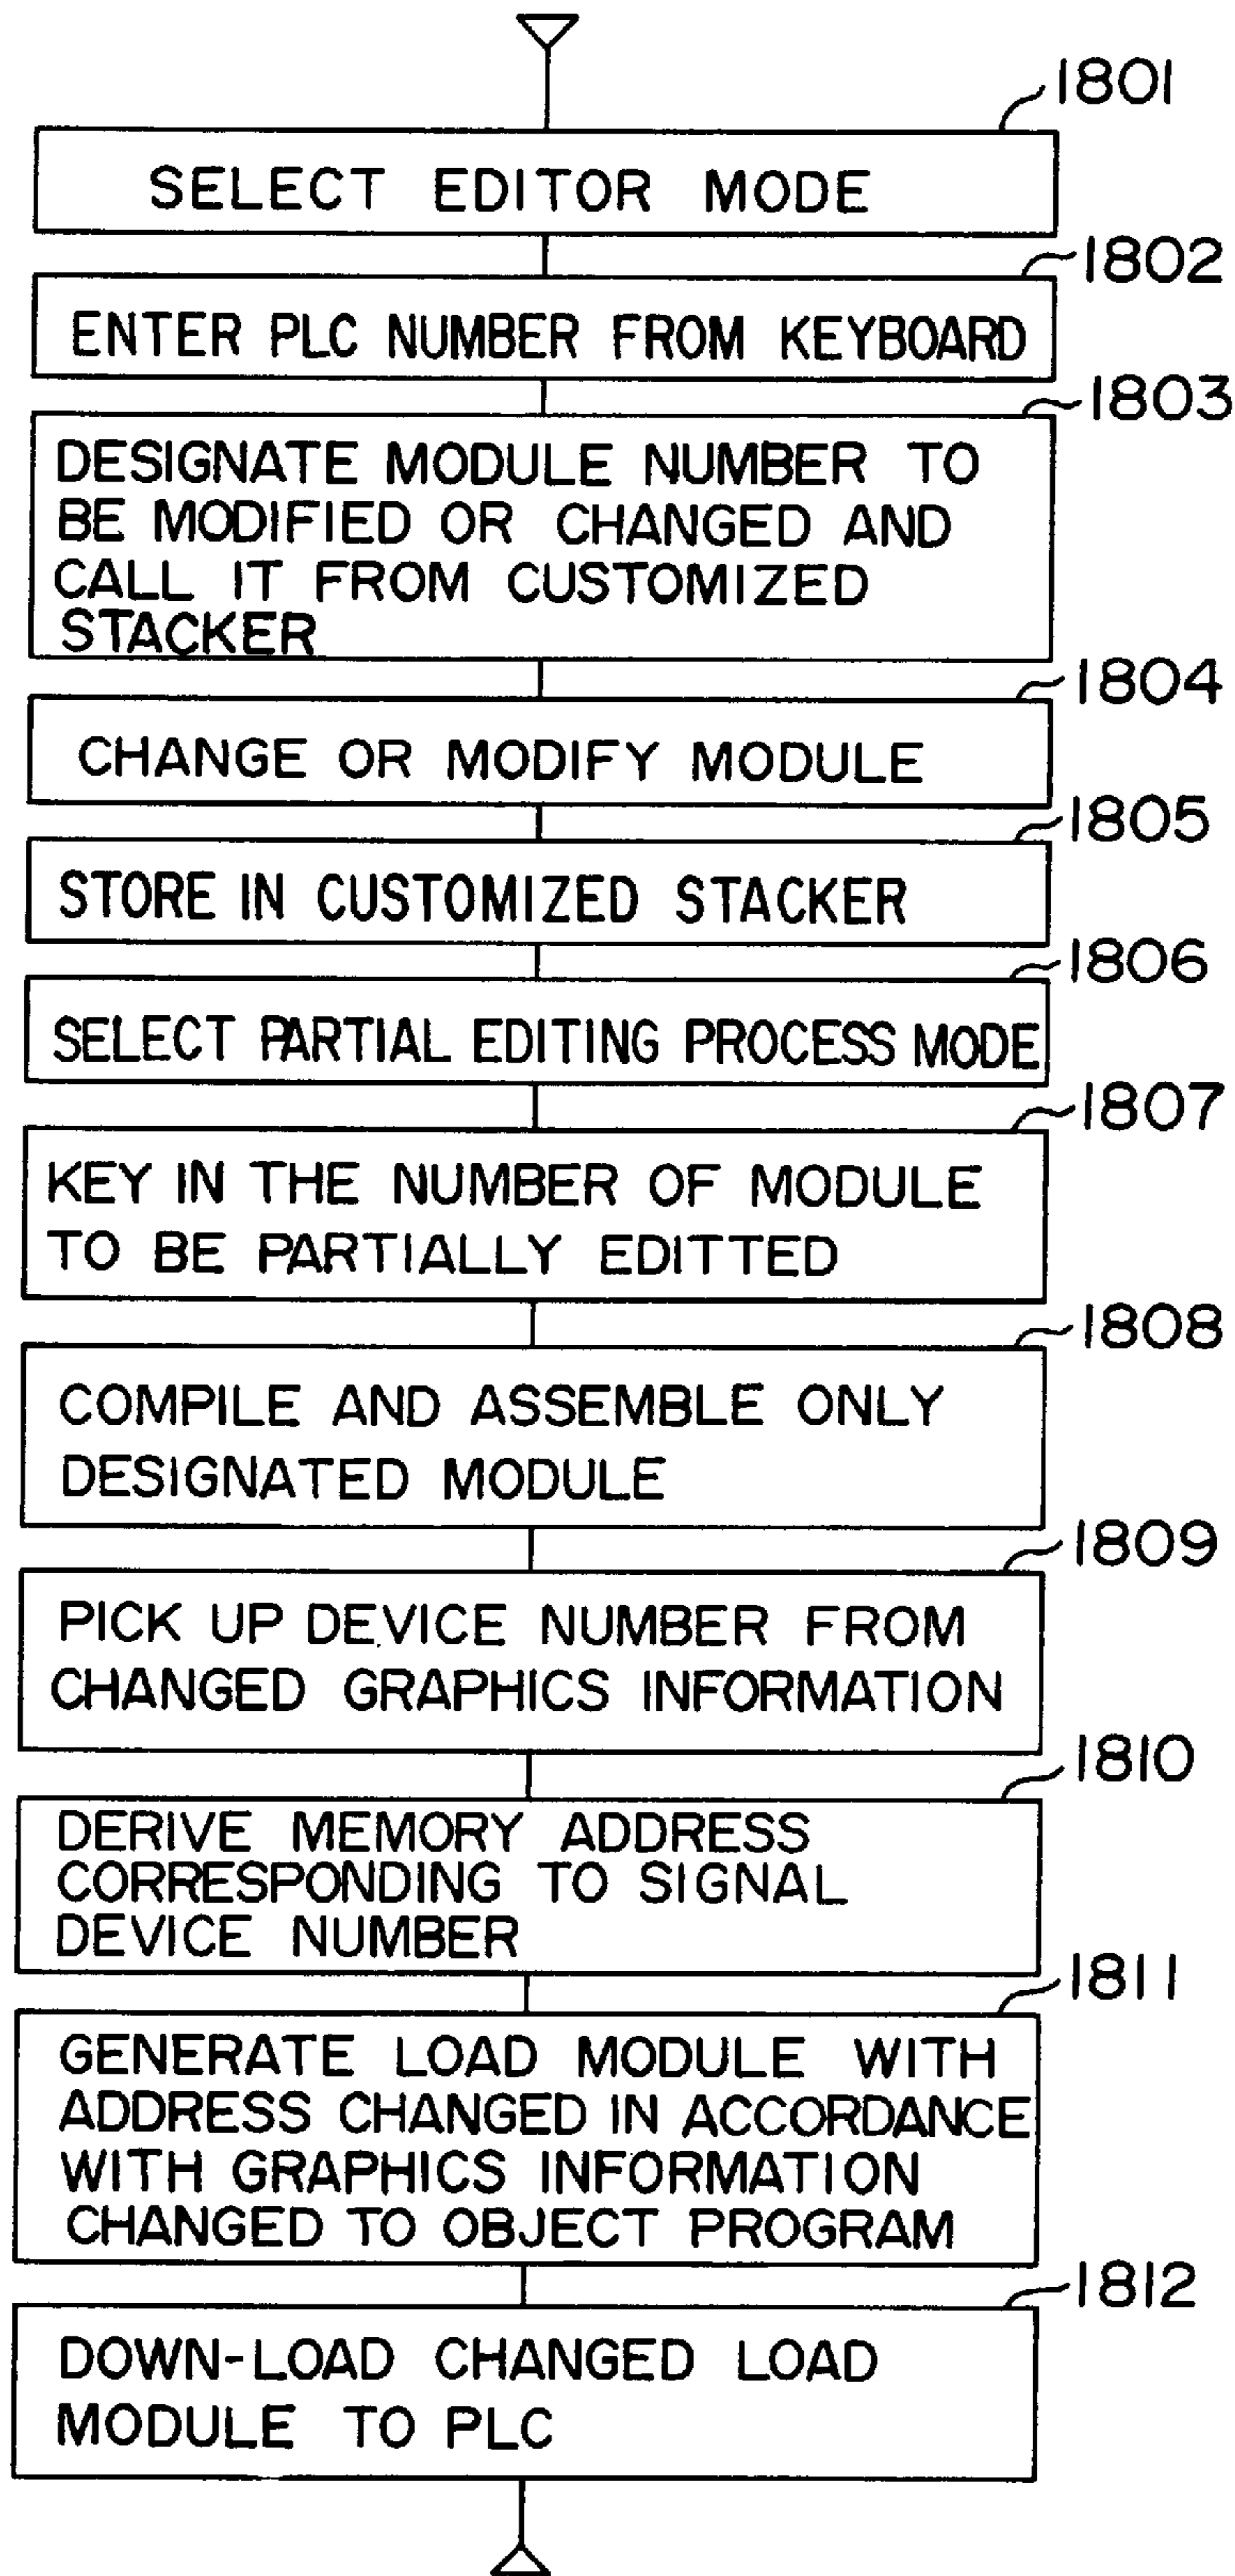 1801
SELECT EDITOR MODE
1802
ENTER PLC NUMBER FROM KEYBOARD
1803
DESIGNATE MODULE NUMBER TO
BE MODIFIED OR CHANGED AND
CALL IT FROM CUSTOMIZED
STACKER
1804
CHANGE OR MODIFY MODULE
1805
STORE IN CUSTOMIZED STACKER
1806
SELECT PARTIAL EDITING PROCESS MODE
1807
KEY IN THE NUMBER OF MODULE
TO BE PARTIALLY EDITTED
1808
COMPILE AND ASSEMBLE ONLY
DESIGNATED MODULE
1809
PICK UP DEVICE NUMBER FROM
CHANGED GRAPHICS INFORMATION
1810
DERIVE MEMORY ADDRESS
CORRESPONDING TO SIGNAL
DEVICE NUMBER
1811
GENERATE LOAD MODULE WITH
ADDRESS CHANGED IN ACCORDANCE
WITH GRAPHICS INFORMATION
CHANGED TO OBJECT PROGRAM
1812
DOWN-LOAD CHANGED LOAD
MODULE TO PLC